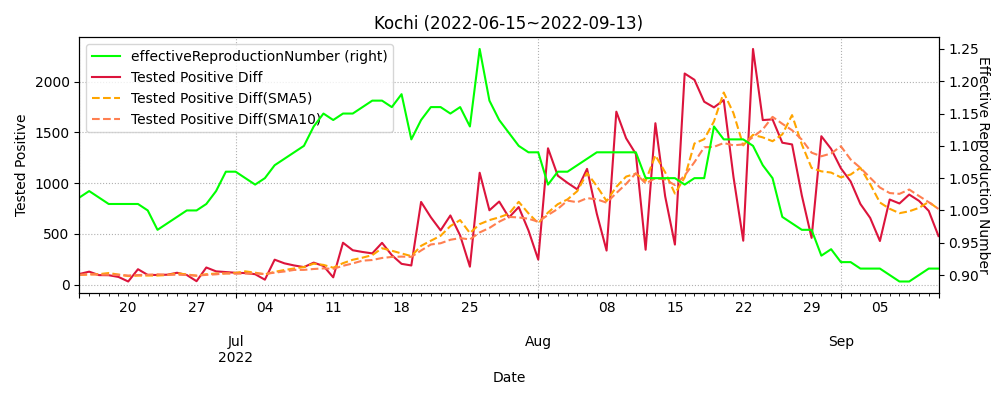 Kochi (2022-06-15~2022-09-13)
effectiveReproductionNumber (right)
Tested Positive Diff
Tested Positive Diff(SMA5)
Tested Positive Diff(SMA10)
Tested Positive
2000
1500
1000
500
0
Effective Reproduction Number
1.25
1.20
1.15
1.10
1.05
1.00
0.95
0.90
20 27 04 11 18 25 08 15 22 29 05
Jul Aug Sep
2022
Date